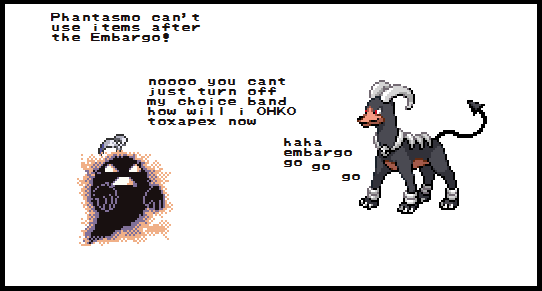 Phantasmo can't
use items after
the Embargo!
noooo you cant
just turn off
my choice band
how will i OHKO
toxapex now
haha
embargo
go go
go